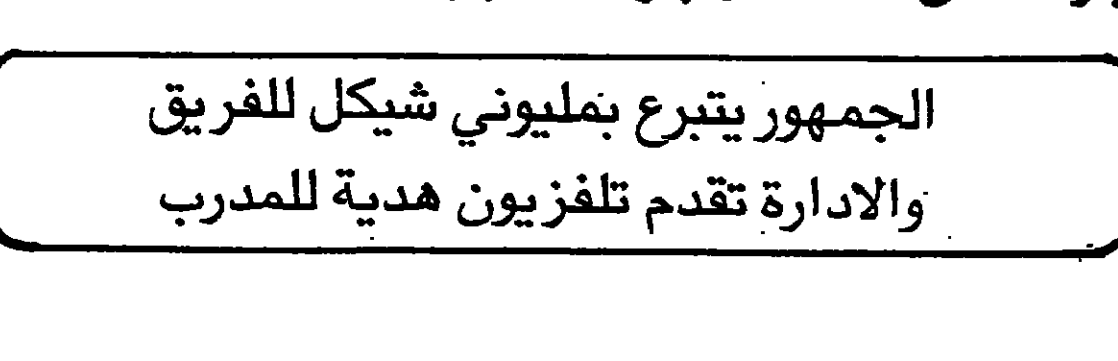 الجمهور يتبرع بمليوني شيكل للفريق
والادارة تقدم تلفزيون هدية للمدرب